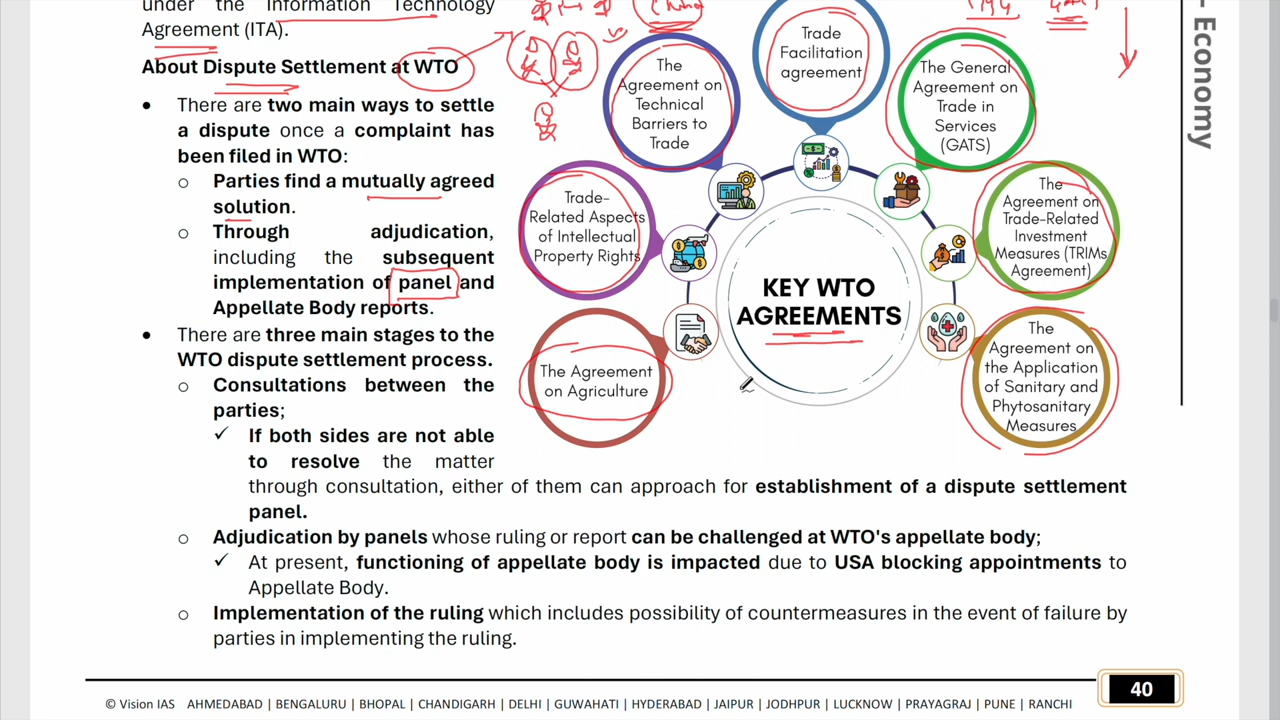 under the Information Technology
Agreement (ITA).
About Dispute Settlement at WTO
• There are two main ways to settle
a dispute once a complaint has
been filed in WTO:
o Parties find a mutually agreed
solution.
o Through adjudication,
including the subsequent
implementation of panel and
Appellate Body reports.
• There are three main stages to the
WTO dispute settlement process.
o Consultations between the
parties;
✓ If both sides are not able
to resolve the matter
through consultation, either of them can approach for establishment of a dispute settlement
panel.
o Adjudication by panels whose ruling or report can be challenged at WTO's appellate body;
✓ At present, functioning of appellate body is impacted due to USA blocking appointments to
Appellate Body.
o Implementation of the ruling which includes possibility of countermeasures in the event of failure by
parties in implementing the ruling.
The
Agreement on
Technical
Barriers to
Trade
Trade
Facilitation
agreement
The General
Agreement on
Trade in
Services
(GATS)
Trade-
Related Aspects
of Intellectual
Property Rights
The
Agreement on
Trade-Related
Investment
Measures (TRIMs
Agreement)
KEY WTO
AGREEMENTS
The Agreement
on Agriculture
The
Agreement on
the Application
of Sanitary and
Phytosanitary
Measures
- Economy
40
© Vision IAS AHMEDABAD | BENGALURU | BHOPAL | CHANDIGARH | DELHI | GUWAHATI | HYDERABAD | JAIPUR | JODHPUR | LUCKNOW | PRAYAGRAJ | PUNE | RANCHI